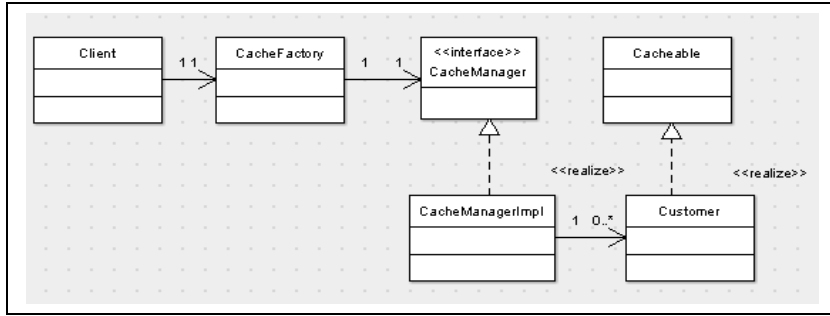 Client
1 1
CacheFactory
1 1
<<interface>>
CacheManager
Cacheable
<<realize>>
<<realize>>
CacheManagerImpl
1 0..*
Customer